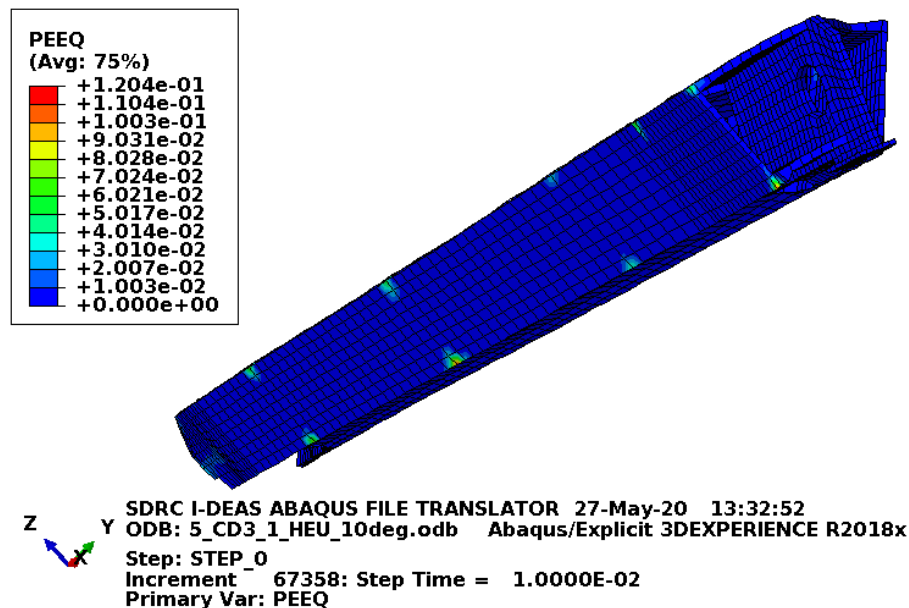 PEEQ
(Avg: 75%)
+1.204e-01
+1.104e-01
+1.003e-01
+9.031e-02
+8.028e-02
+7.024e-02
+6.021e-02
+5.017e-02
+4.014e-02
+3.010e-02
+2.007e-02
+1.003e-02
+0.000e+00
SDRC I-DEAS ABAQUS FILE TRANSLATOR 27-May-20 13:32:52
ODB: 5_CD3_1_HEU_10deg.odb Abaqus/Explicit 3DEXPERIENCE R2018x
Step: STEP_0
Increment 67358: Step Time = 1.0000E-02
Primary Var: PEEQ
Z
Y
X